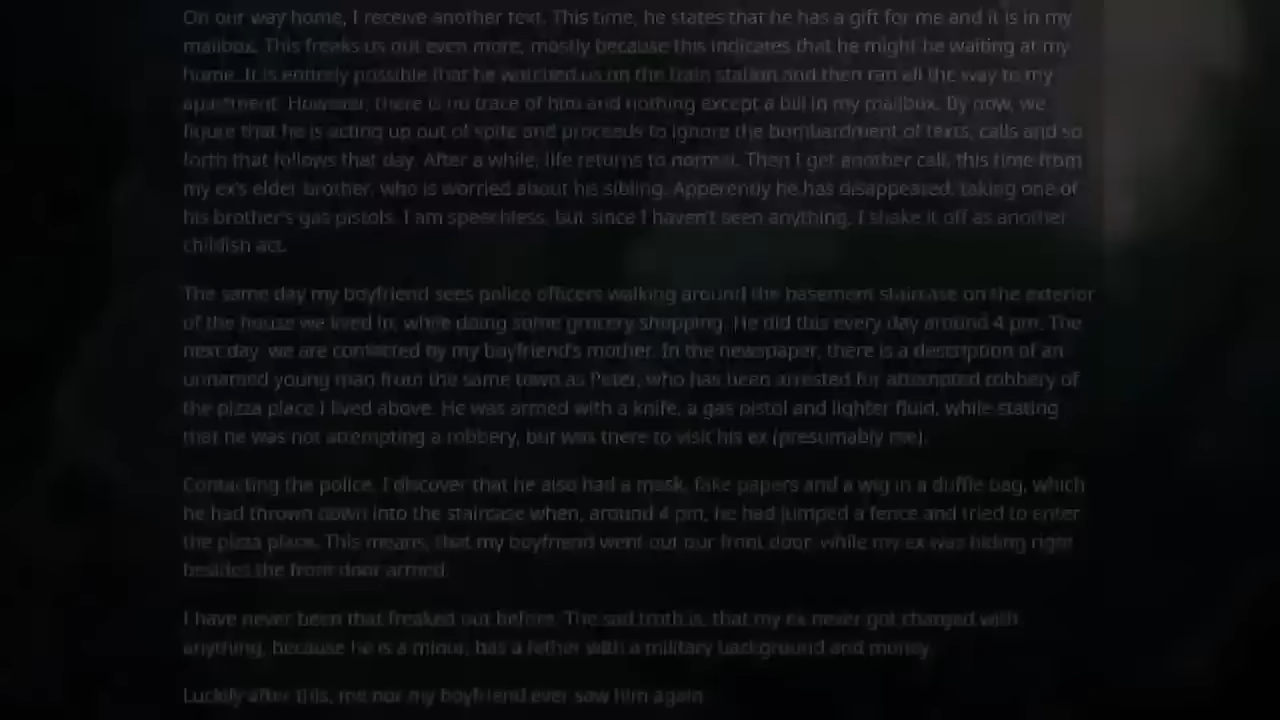 On our way home, I receive another text. This time, he states that he has a gift for me and it is in my
mailbox. This freaks us out even more, mostly because this indicates that he might be waiting at my
home. It is entirely possible that he watched us on the train station and then ran all the way to my
apartment. However, there is no trace of him and nothing except a bill in my mailbox. By now, we
figure that he is acting up out of spite and proceeds to ignore the bombardment of texts, calls and so
forth that follows that day. After a while, life returns to normal. Then I get another call, this time from
my ex's elder brother, who is worried about his sibling. Apparently he has disappeared, taking one of
his brother's gas pistols. I am speechless, but since I haven't seen anything, I shake it off as another
childish act.
The same day my boyfriend sees police officers walking around the basement staircase on the exterior
of the house we lived in, while doing some grocery shopping. He did this every day around 4 pm. The
next day, we are contacted by my boyfriend's mother. In the newspaper, there is a description of an
unnamed young man from the same town as Peter, who has been arrested for attempted robbery of
the pizza place I lived above. He was armed with a knife, a gas pistol and lighter fluid, while stating
that he was not attempting a robbery, but was there to visit his ex (presumably me).
Contacting the police, I discover that he also had a mask, fake papers and a wig in a duffle bag, which
he had thrown down into the staircase when, around 4 pm, he had jumped a fence and tried to enter
the pizza place. This means, that my boyfriend went out our front door, while my ex was hiding right
besides the front door armed.
I have never been that freaked out before. The sad truth is, that my ex never got charged with
anything, because he is a minor, has a father with a military background and money.
Luckily after this, me nor my boyfriend ever saw him again